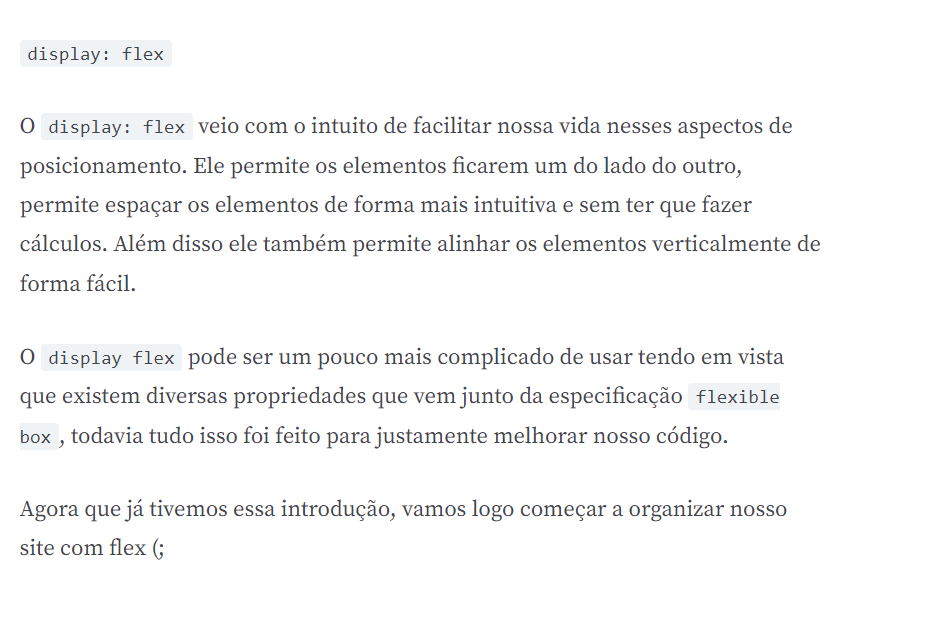 display: flex
O display: flex veio com o intuito de facilitar nossa vida nesses aspectos de
posicionamento. Ele permite os elementos ficarem um do lado do outro,
permite espaçar os elementos de forma mais intuitiva e sem ter que fazer
cálculos. Além disso ele também permite alinhar os elementos verticalmente de
forma fácil.
O display flex pode ser um pouco mais complicado de usar tendo em vista
que existem diversas propriedades que vem junto da especificação flexible
box , todavia tudo isso foi feito para justamente melhorar nosso código.
Agora que já tivemos essa introdução, vamos logo começar a organizar nosso
site com flex (;